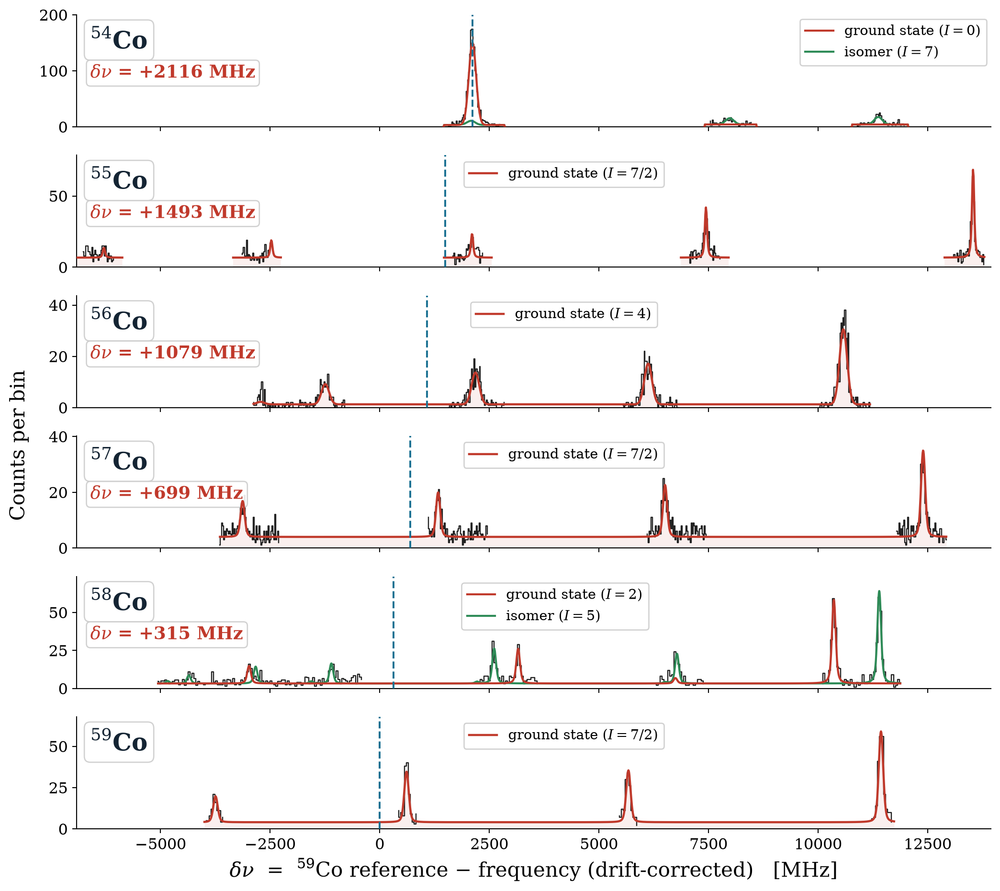 200
100
0
⁵⁴Co
δν = +2116 MHz
ground state (I = 0)
isomer (I = 7)
50
0
⁵⁵Co
δν = +1493 MHz
ground state (I = 7/2)
40
20
0
⁵⁶Co
δν = +1079 MHz
ground state (I = 4)
40
20
0
⁵⁷Co
δν = +699 MHz
ground state (I = 7/2)
50
25
0
⁵⁸Co
δν = +315 MHz
ground state (I = 2)
isomer (I = 5)
50
25
0
⁵⁹Co
ground state (I = 7/2)
Counts per bin
−5000 −2500 0 2500 5000 7500 10000 12500
δν = ⁵⁹Co reference − frequency (drift-corrected) [MHz]